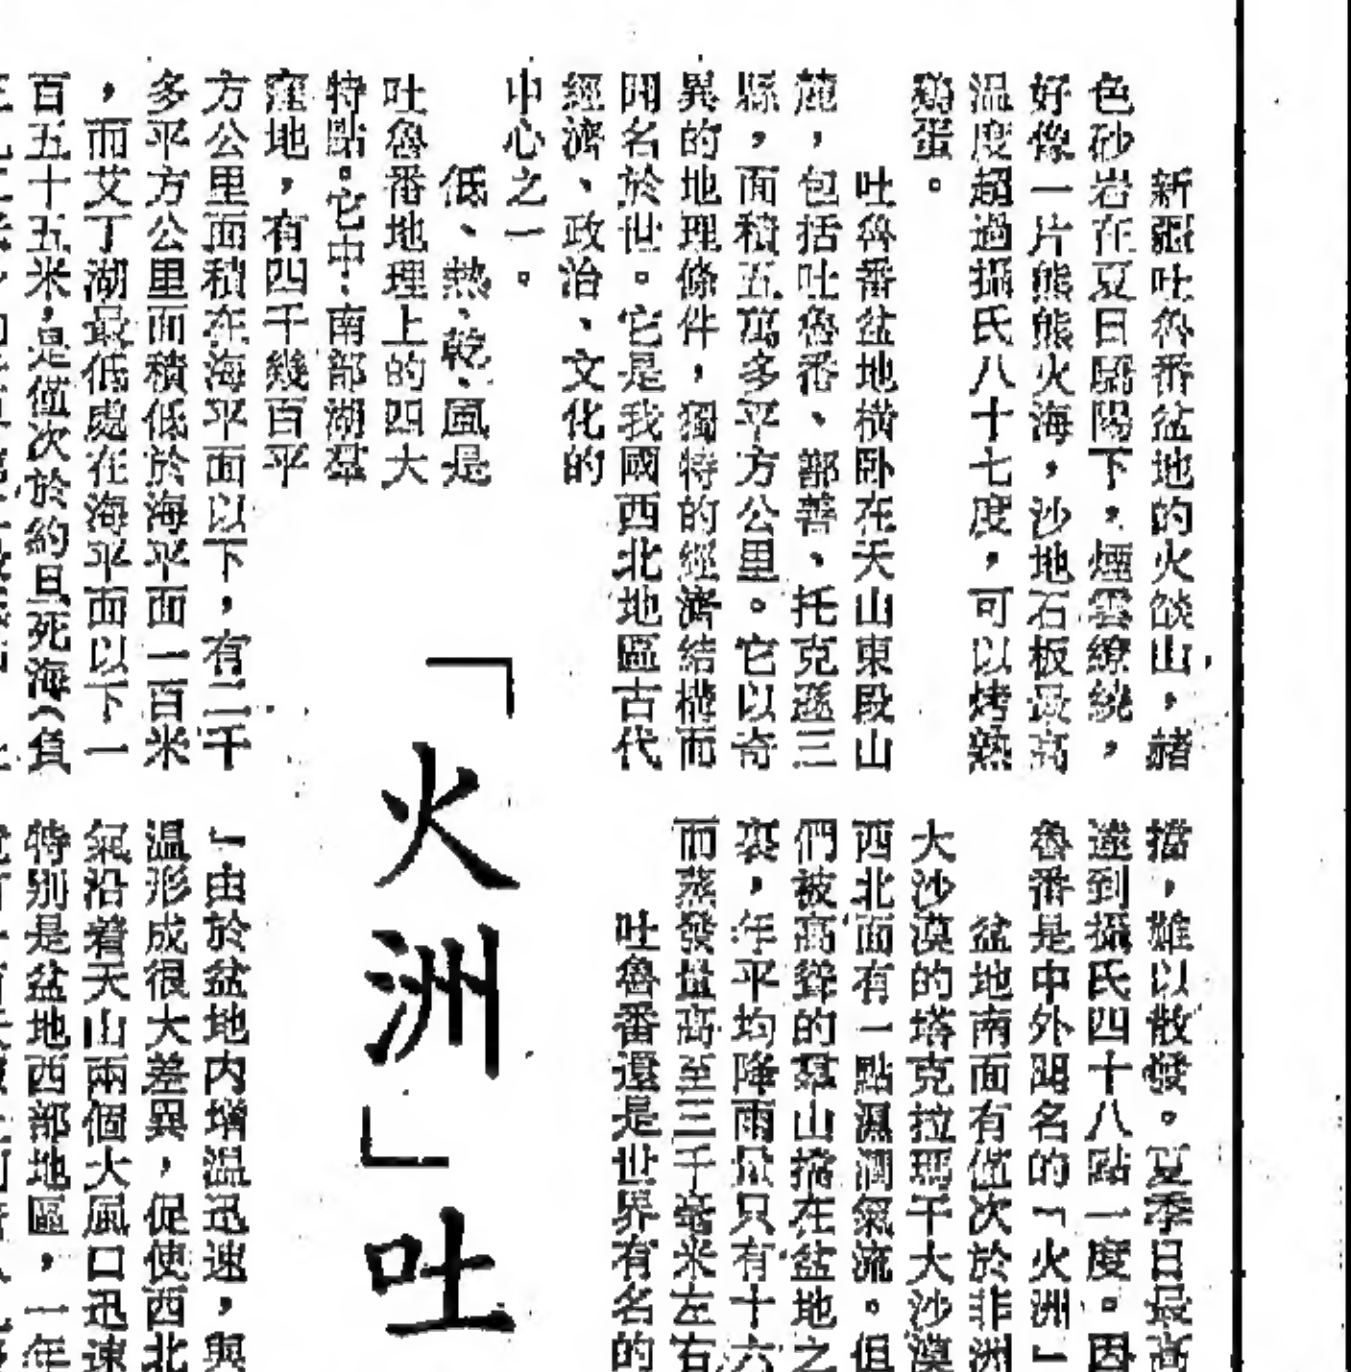 新疆吐魯番盆地的火燄山，赭
色砂岩在夏日驕陽下，煙雲繚繞，
好像一片熊熊火海，沙地石板最高
溫度超過攝氏八十七度，可以烤熟
鷄蛋。
吐魯番盆地橫卧在天山東段山
麓，包括吐魯番、鄯善、托克遜三
縣，面積五萬多平方公里。它以奇
異的地理條件，獨特的經濟結構而
聞名於世。它是我國西北地區古代
經濟、政治、文化的
中心之一。
低、熱、乾、風是
吐魯番地理上的四大
特點。它中、南部湖羣
窪地，有四千幾百平
方公里面積在海平面以下，有二千
多平方公里面積低於海平面一百米
，而艾丁湖最低處在海平面以下一
百五十五米，是僅次於約旦死海（負
「火洲」吐
擋，難以散發。夏季日最高
達到攝氏四十八點一度。因
魯番是中外聞名的「火洲」
盆地南面有僅次於非洲
大沙漠的塔克拉瑪干大沙漠
西北面有一點濕潤氣流。但
們被高聳的羣山擋在盆地之
裏，年平均降雨量只有十六
而蒸發量高至三千毫米左右
吐魯番還是世界有名的
」由於盆地内增溫迅速，與
溫形成很大差異，促使西北
氣沿着天山兩個大風口迅速
特别是盆地西部地區，一年